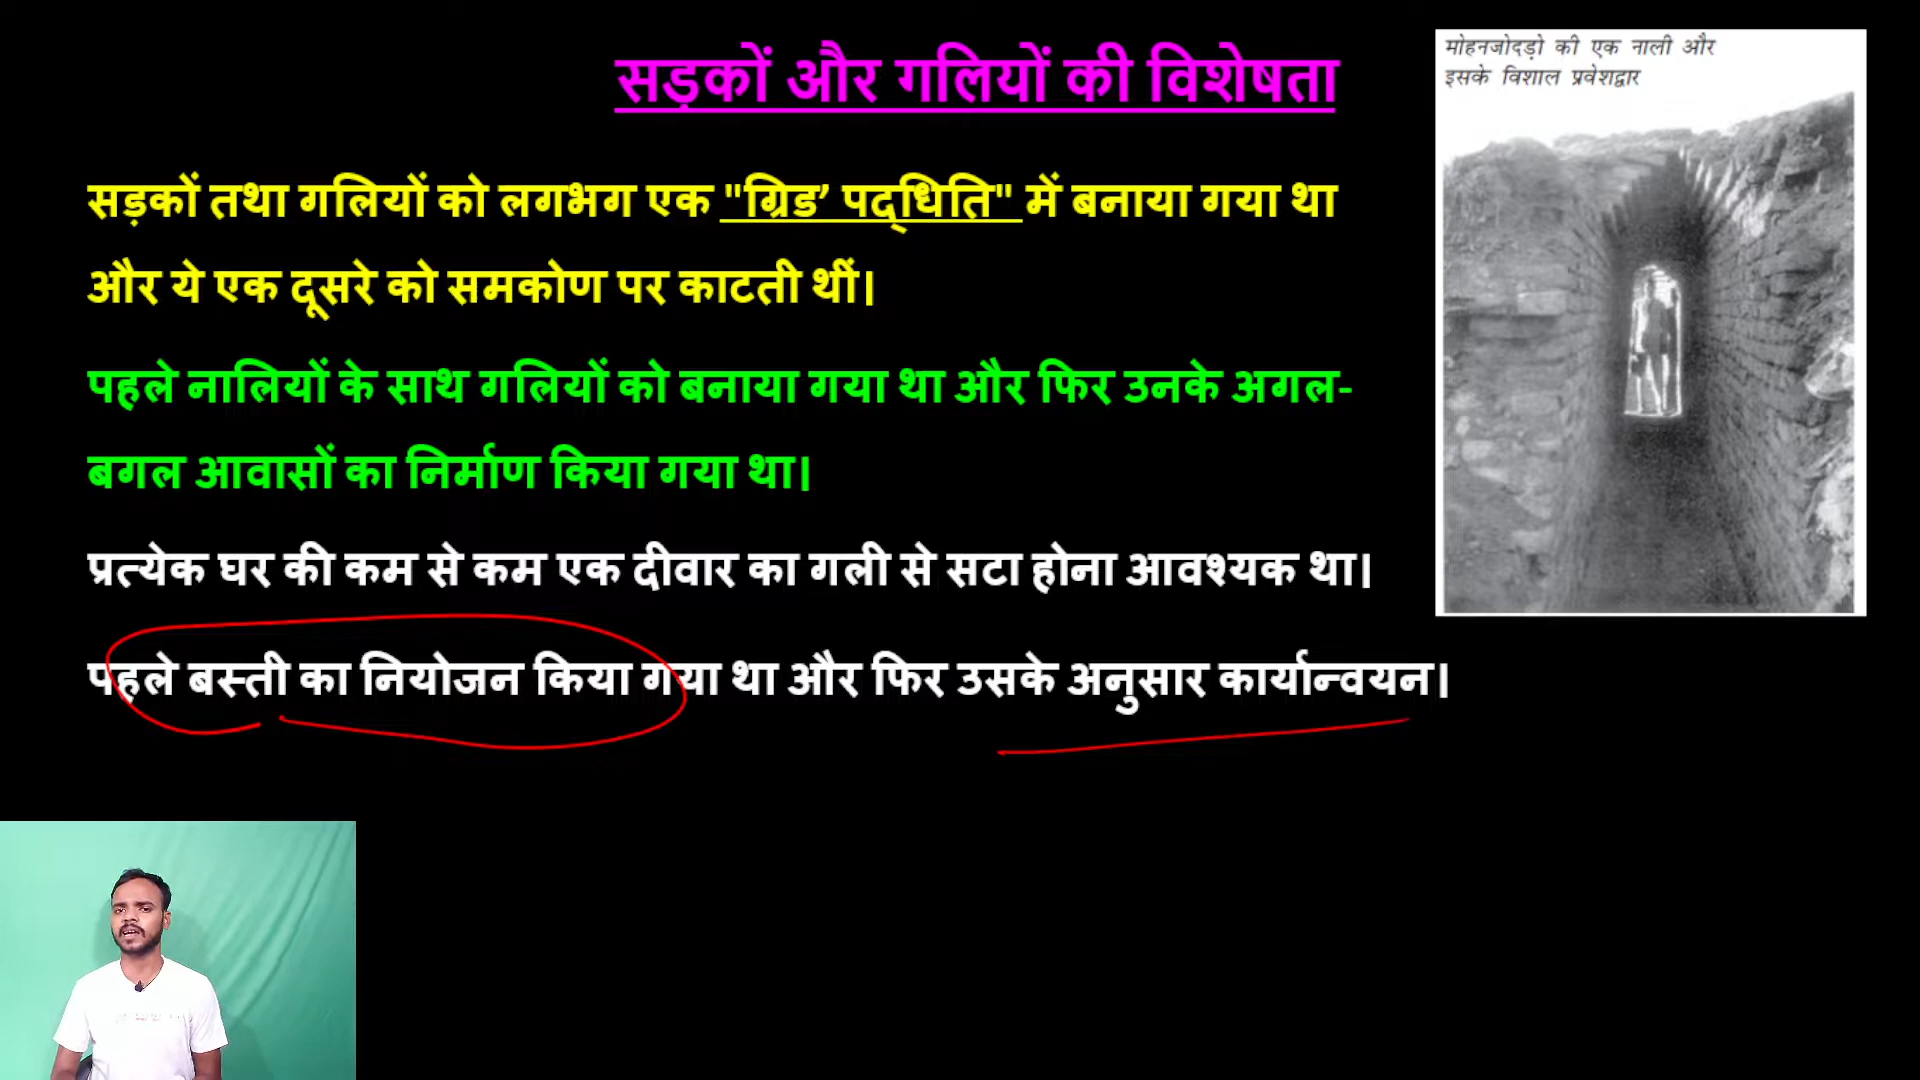 सड़कों और गलियों की विशेषता
मोहनजोदड़ो की एक नाली और
इसके विशाल प्रवेशद्वार
सड़कों तथा गलियों को लगभग एक "ग्रिड’ पद्धिति" में बनाया गया था
और ये एक दूसरे को समकोण पर काटती थीं।
पहले नालियों के साथ गलियों को बनाया गया था और फिर उनके अगल-
बगल आवासों का निर्माण किया गया था।
प्रत्येक घर की कम से कम एक दीवार का गली से सटा होना आवश्यक था।
पहले बस्ती का नियोजन किया गया था और फिर उसके अनुसार कार्यान्वयन।